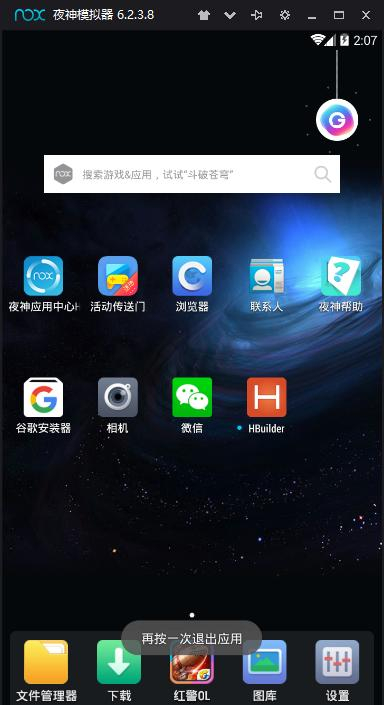 nox 夜神模拟器 6.2.3.8
2:07
G
nox 搜索游戏&应用，试试“斗破苍穹”
nox
夜神应用中心H 活动传送门 浏览器 联系人 夜神帮助
谷歌安装器 相机 微信 HBuilder
再按一次退出应用
文件管理器 下载 红警OL 图库 设置